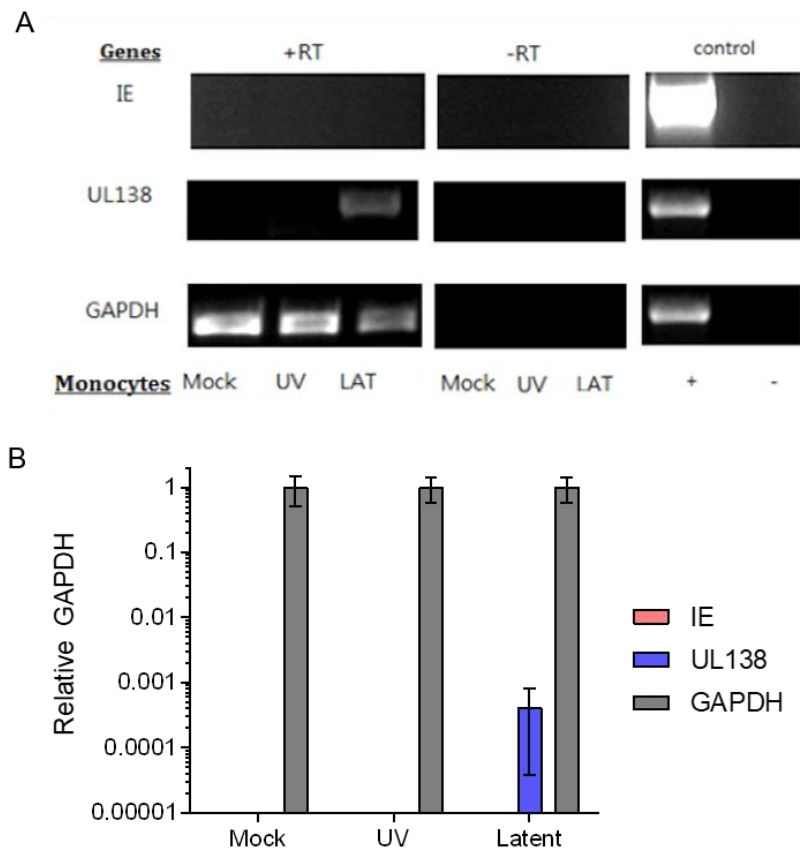 A
Genes +RT -RT control
IE
UL138
GAPDH
Monocytes Mock UV LAT Mock UV LAT + -
B
Relative GAPDH
1
0.1
0.01
0.001
0.0001
0.00001
Mock UV Latent
IE
UL138
GAPDH